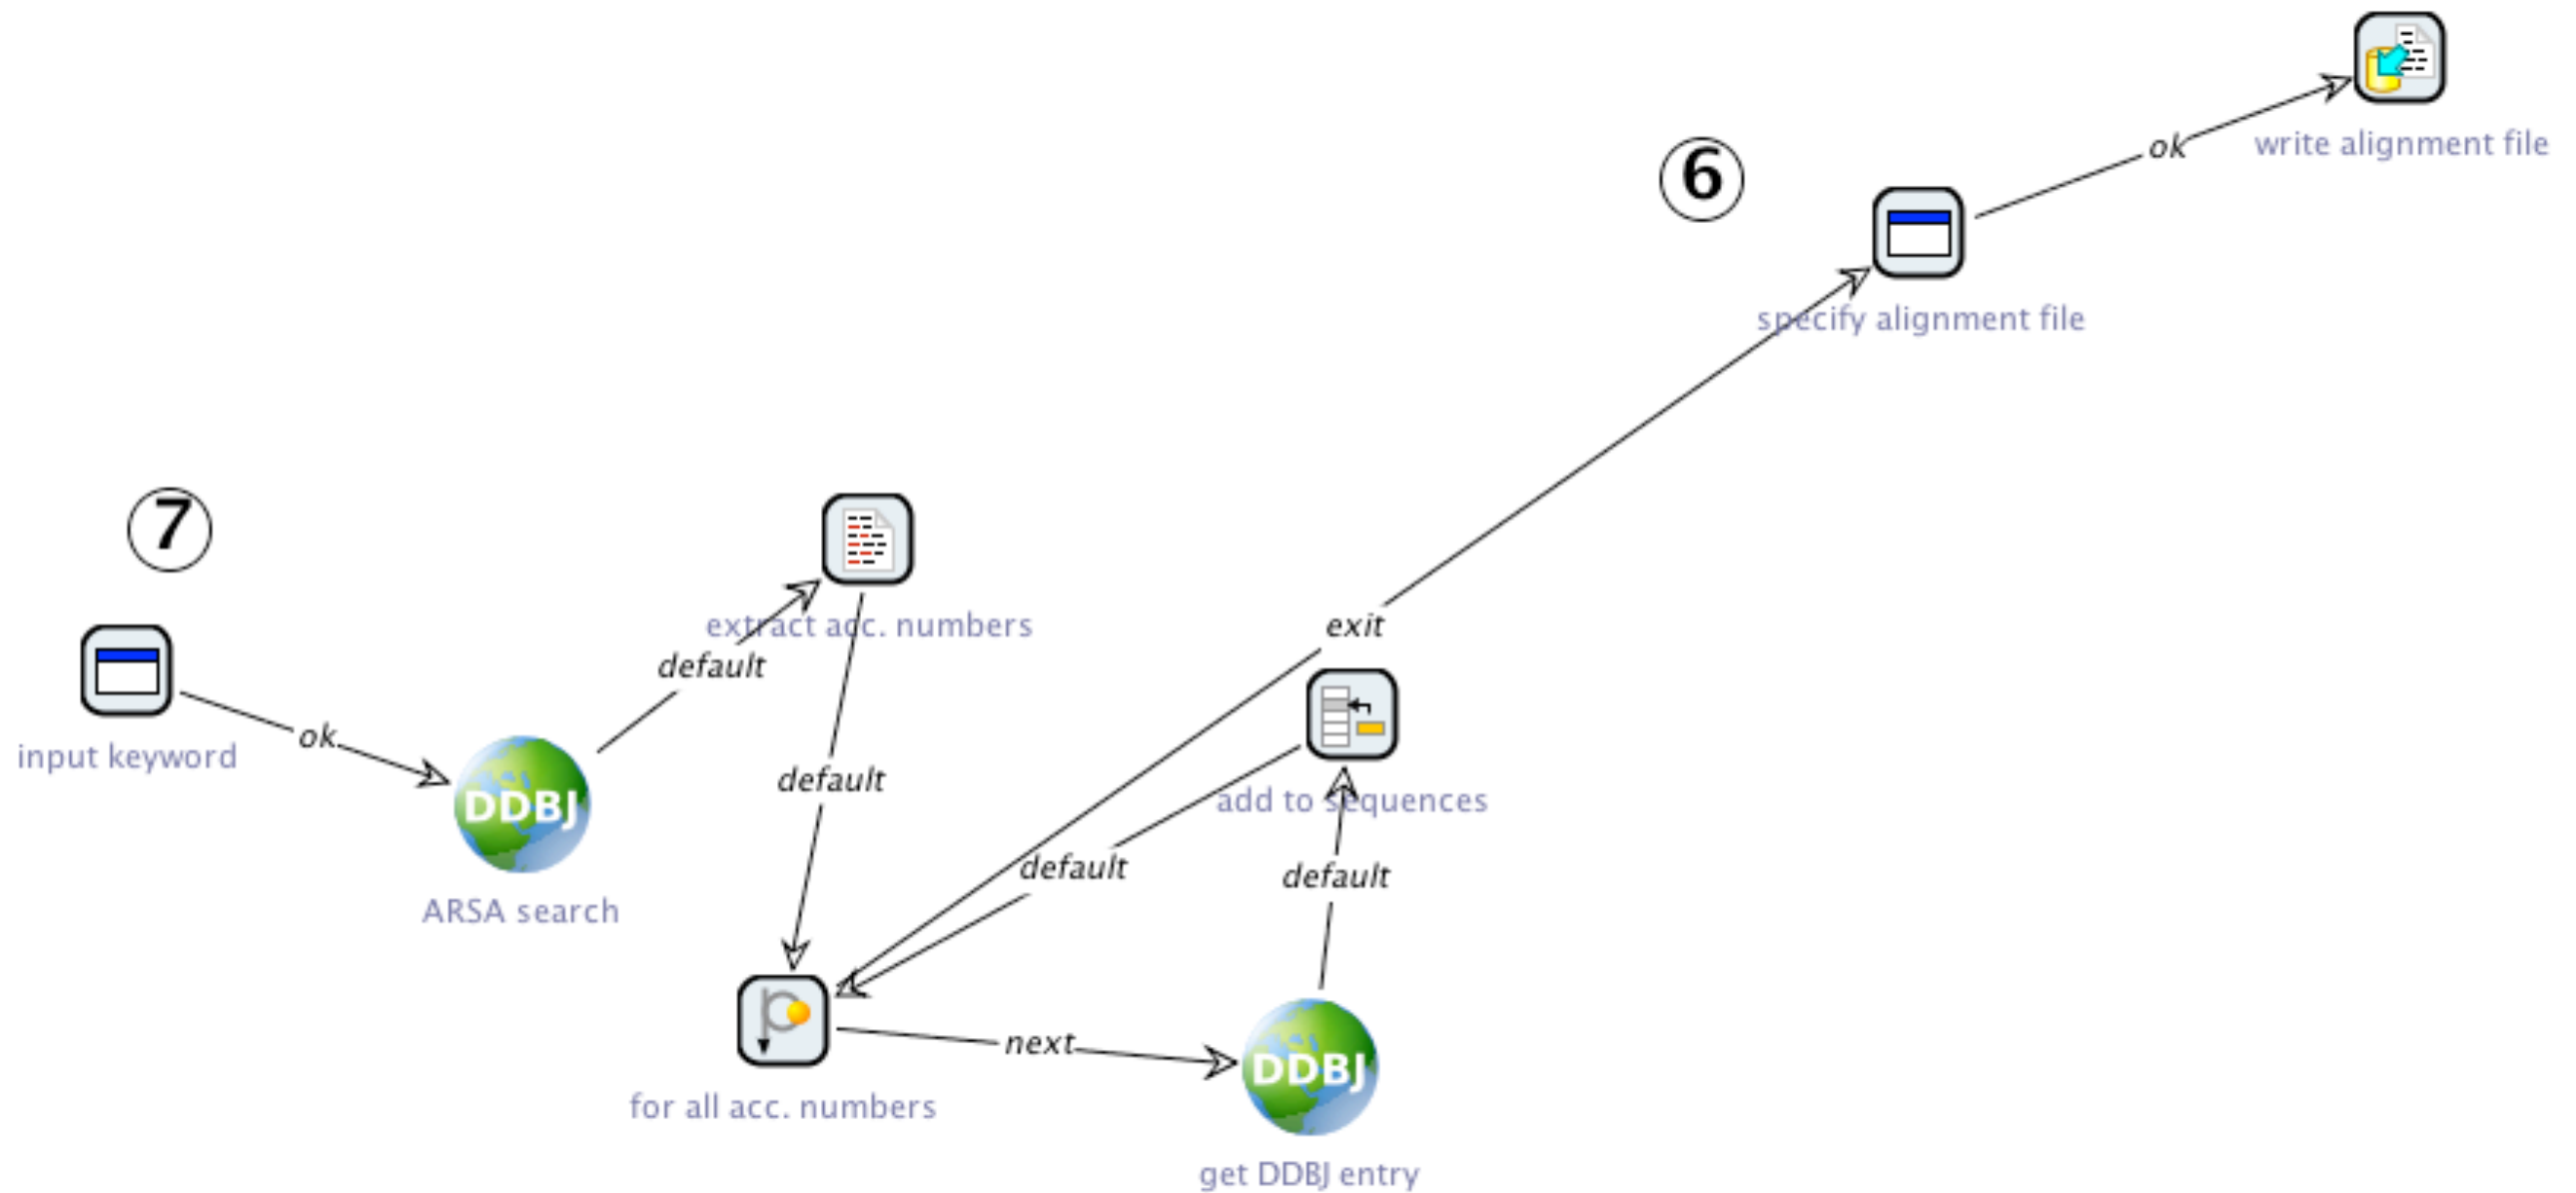 ok
write alignment file
6
specify alignment file
7
extract acc. numbers
exit
default
input keyword
ok
DDBJ
ARSA search
default
add to sequences
default
default
next
DDBJ
for all acc. numbers
get DDBJ entry